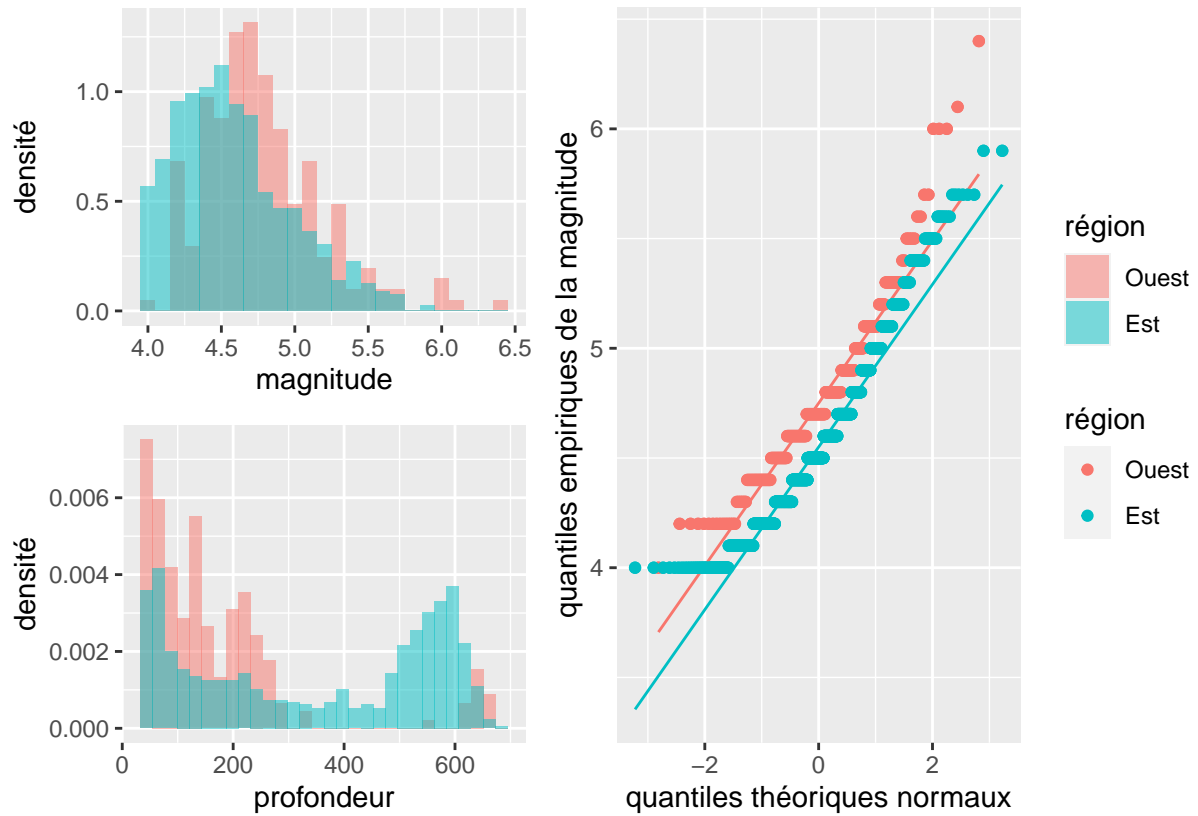 densité
1.0
0.5
0.0
4.0 4.5 5.0 5.5 6.0 6.5
magnitude
densité
0.006
0.004
0.002
0.000
0 200 400 600
profondeur
quantiles empiriques de la magnitude
6
5
4
−2 0 2
quantiles théoriques normaux
région
Ouest
Est
région
Ouest
Est